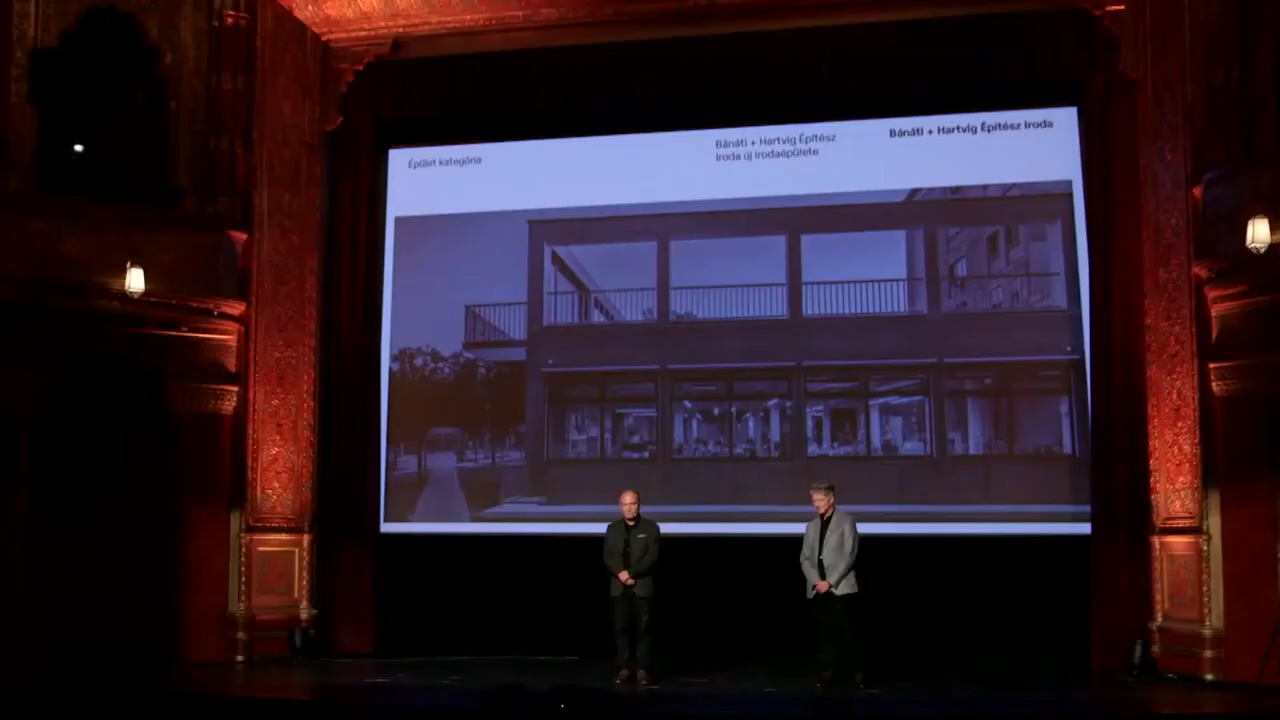 Épület kategória
Bánáti + Hartvig Építész
Iroda új irodaépülete
Bánáti + Hartvig Építész Iroda